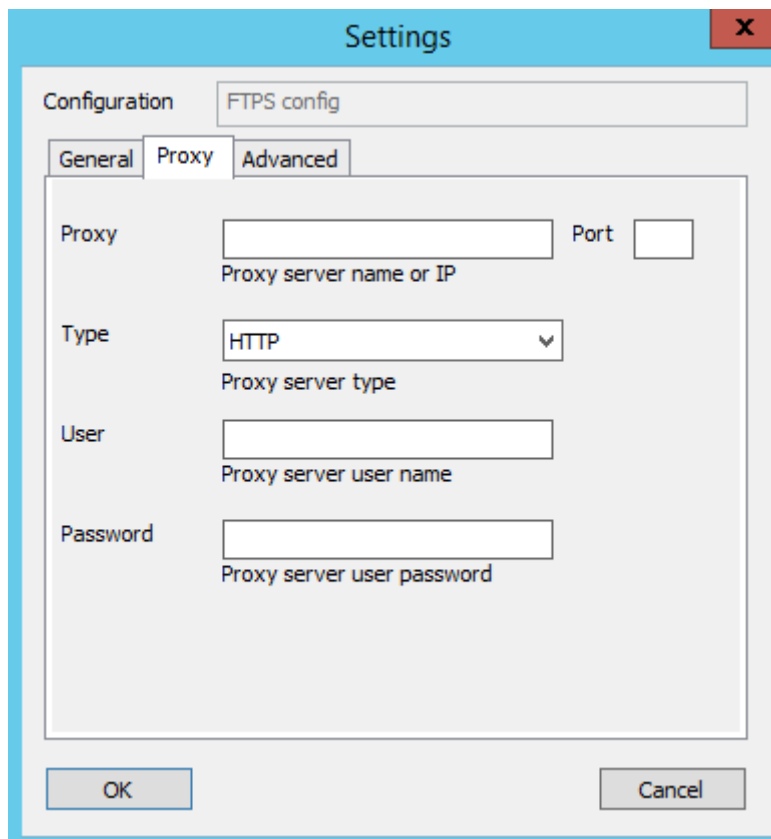 Settings
x
Configuration FTPS config
General Proxy Advanced
Proxy Port
Proxy server name or IP
Type HTTP
Proxy server type
User
Proxy server user name
Password
Proxy server user password
OK Cancel